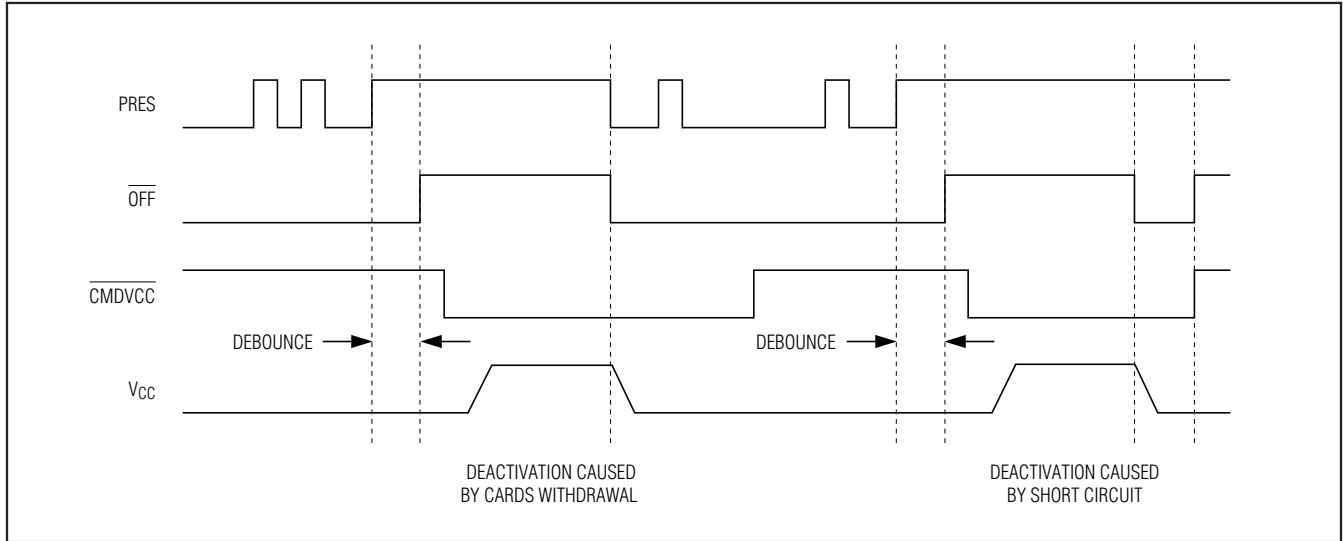 PRES
OFF
CMDVCC
DEBOUNCE
DEBOUNCE
VCC
DEACTIVATION CAUSED
BY CARDS WITHDRAWAL
DEACTIVATION CAUSED
BY SHORT CIRCUIT